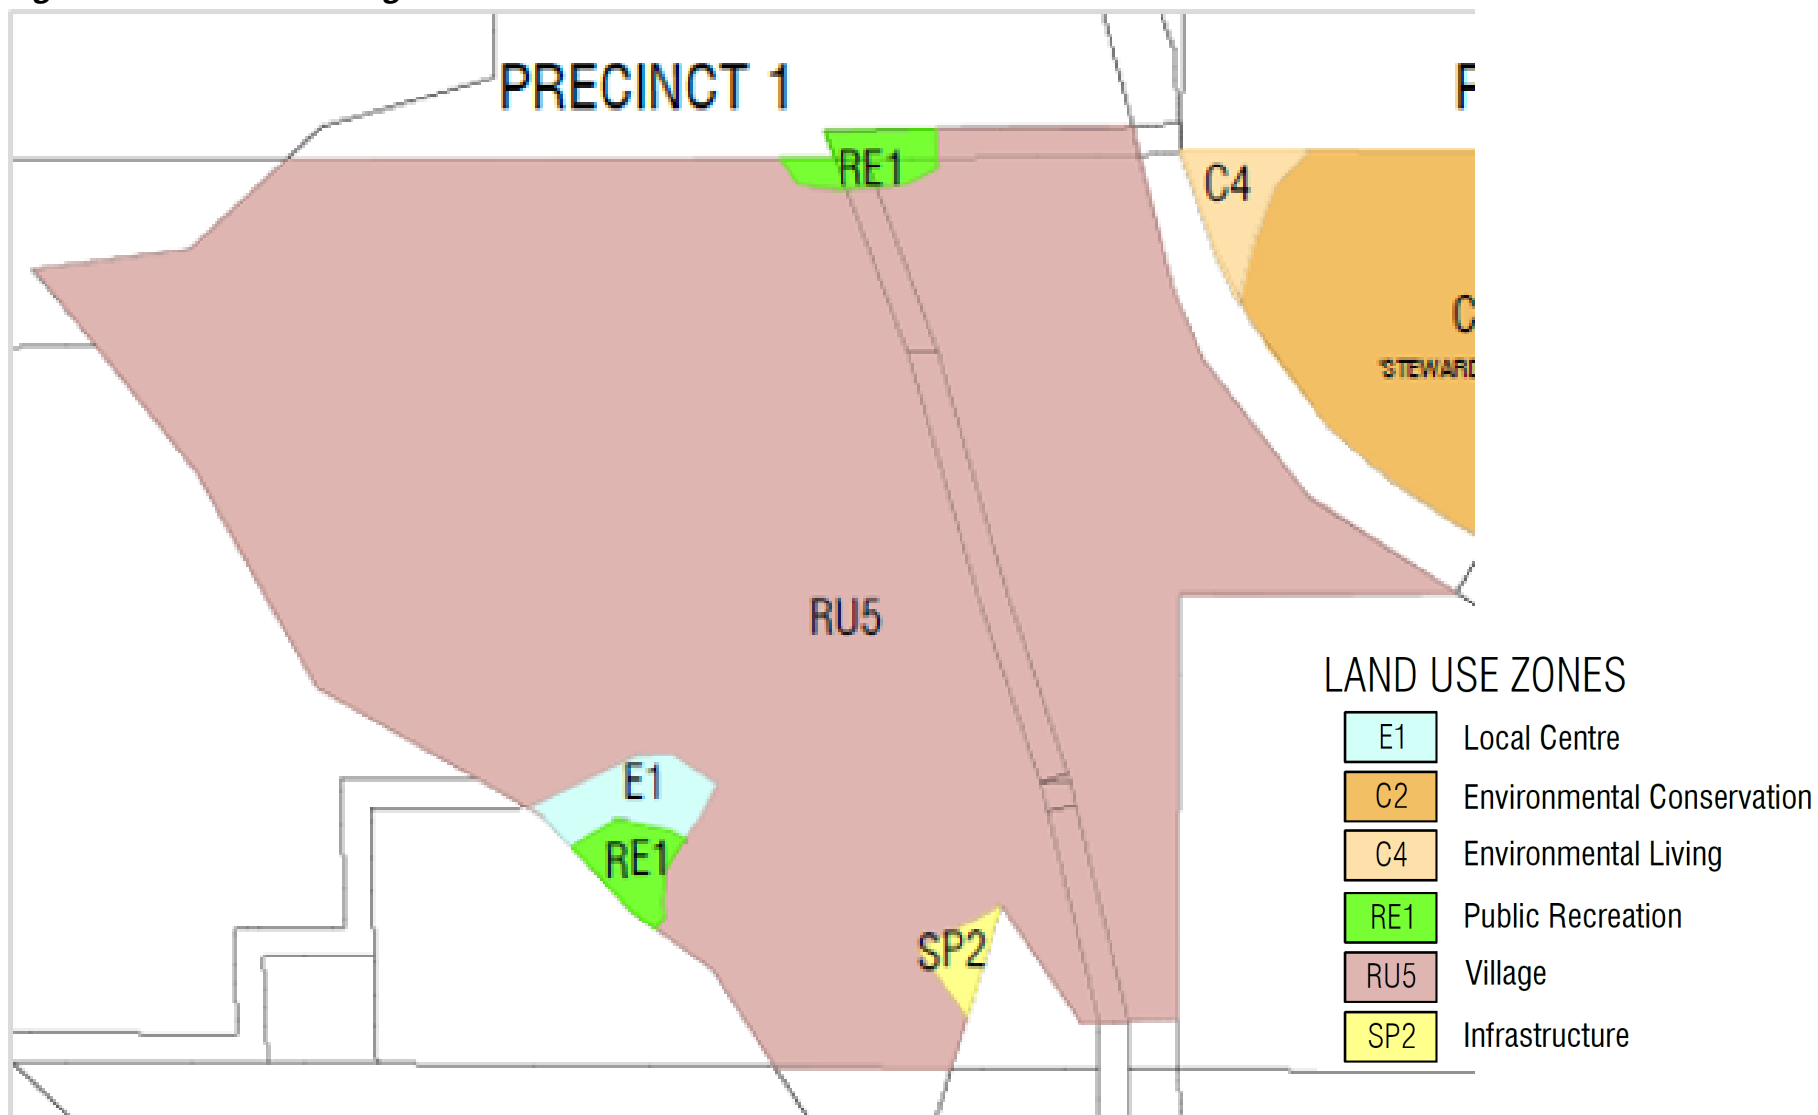 PRECINCT 1
RE1
C4
'STEWARD
RU5
E1
RE1
SP2
LAND USE ZONES
E1 Local Centre
C2 Environmental Conservation
C4 Environmental Living
RE1 Public Recreation
RU5 Village
SP2 Infrastructure